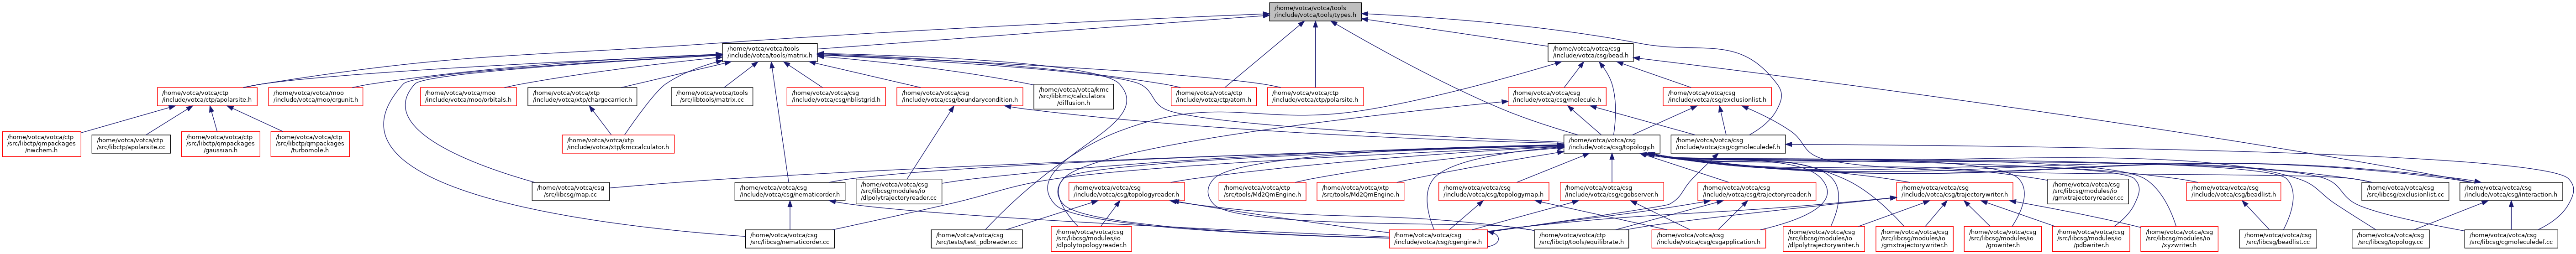 /home/votca/votca/tools
/include/votca/tools/types.h
/home/votca/votca/tools
/include/votca/tools/matrix.h
/home/votca/votca/csg
/include/votca/csg/bead.h
/home/votca/votca/ctp
/include/votca/ctp/apolarsite.h
/home/votca/votca/moo
/include/votca/moo/crgunit.h
/home/votca/votca/moo
/include/votca/moo/orbitals.h
/home/votca/votca/xtp
/include/votca/xtp/chargecarrier.h
/home/votca/votca/tools
/src/libtools/matrix.cc
/home/votca/votca/csg
/include/votca/csg/nblistgrid.h
/home/votca/votca/csg
/include/votca/csg/boundarycondition.h
/home/votca/votca/kmc
/src/libkmc/calculators
/diffusion.h
/home/votca/votca/ctp
/include/votca/ctp/atom.h
/home/votca/votca/ctp
/include/votca/ctp/polarsite.h
/home/votca/votca/csg
/include/votca/csg/molecule.h
/home/votca/votca/csg
/include/votca/csg/exclusionlist.h
/home/votca/votca/ctp
/src/libctp/qmpackages
/nwchem.h
/home/votca/votca/ctp
/src/libctp/apolarsite.cc
/home/votca/votca/ctp
/src/libctp/qmpackages
/gaussian.h
/home/votca/votca/ctp
/src/libctp/qmpackages
/turbomole.h
/home/votca/votca/xtp
/include/votca/xtp/kmccalculator.h
/home/votca/votca/csg
/include/votca/csg/topology.h
/home/votca/votca/csg
/include/votca/csg/cgmoleculedef.h
/home/votca/votca/csg
/src/libcsg/map.cc
/home/votca/votca/csg
/include/votca/csg/nematicorder.h
/home/votca/votca/csg
/src/libcsg/modules/io
/dlpolytrajectoryreader.cc
/home/votca/votca/csg
/include/votca/csg/topologyreader.h
/home/votca/votca/ctp
/src/tools/Md2QmEngine.h
/home/votca/votca/xtp
/src/tools/Md2QmEngine.h
/home/votca/votca/csg
/include/votca/csg/topologymap.h
/home/votca/votca/csg
/include/votca/csg/cgobserver.h
/home/votca/votca/csg
/include/votca/csg/trajectoryreader.h
/home/votca/votca/csg
/include/votca/csg/trajectorywriter.h
/home/votca/votca/csg
/src/libcsg/modules/io
/gmxtrajectoryreader.cc
/home/votca/votca/csg
/include/votca/csg/beadlist.h
/home/votca/votca/csg
/src/libcsg/exclusionlist.cc
/home/votca/votca/csg
/include/votca/csg/interaction.h
/home/votca/votca/csg
/src/libcsg/nematicorder.cc
/home/votca/votca/csg
/src/tests/test_pdbreader.cc
/home/votca/votca/csg
/src/libcsg/modules/io
/dlpolytopologyreader.h
/home/votca/votca/csg
/include/votca/csg/cgengine.h
/home/votca/votca/ctp
/src/libctp/tools/equilibrate.h
/home/votca/votca/csg
/include/votca/csg/csgapplication.h
/home/votca/votca/csg
/src/libcsg/modules/io
/dlpolytrajectorywriter.h
/home/votca/votca/csg
/src/libcsg/modules/io
/gmxtrajectorywriter.h
/home/votca/votca/csg
/src/libcsg/modules/io
/growriter.h
/home/votca/votca/csg
/src/libcsg/modules/io
/pdbwriter.h
/home/votca/votca/csg
/src/libcsg/modules/io
/xyzwriter.h
/home/votca/votca/csg
/src/libcsg/beadlist.cc
/home/votca/votca/csg
/src/libcsg/topology.cc
/home/votca/votca/csg
/src/libcsg/cgmoleculedef.cc